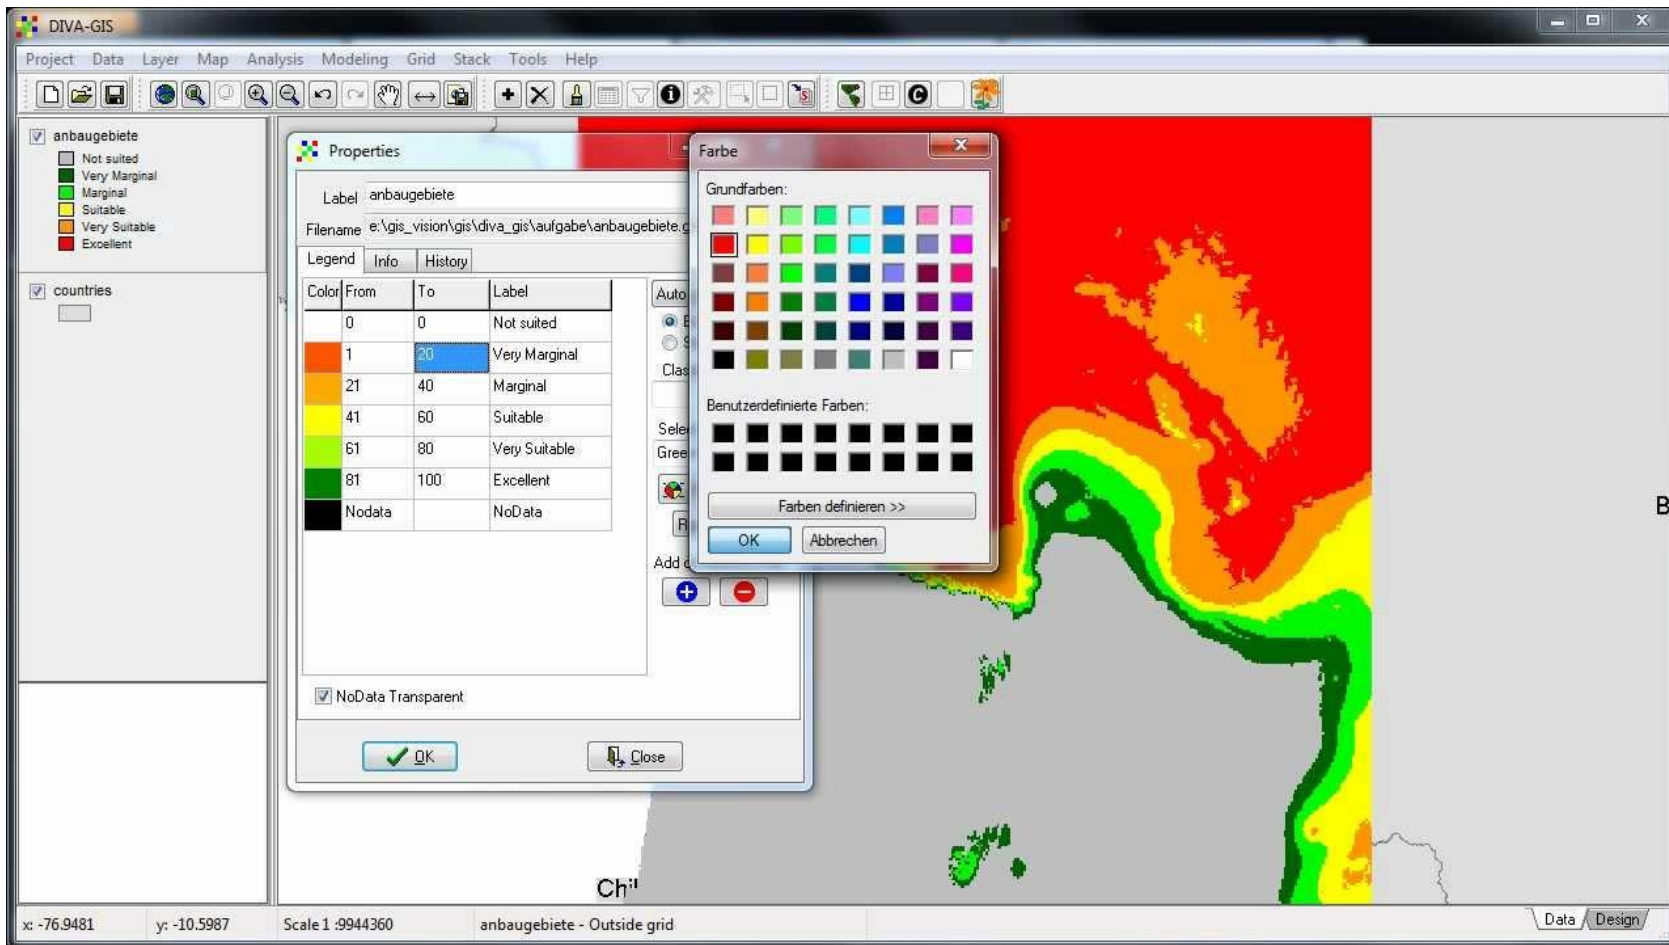 DIVA-GIS
Project Data Layer Map Analysis Modeling Grid Stack Tools Help
anbaugebiete
Not suited
Very Marginal
Marginal
Suitable
Very Suitable
Excellent
countries
Properties
Label anbaugebiete
Filename e:\gis_vision\gis\diva_gis\aufgabe\anbaugebiete.g
Legend Info History
Color From To Label
0 0 Not suited
1 20 Very Marginal
21 40 Marginal
41 60 Suitable
61 80 Very Suitable
81 100 Excellent
Nodata NoData
Auto
E
S
Clas
Selec
Gree
R
Add
NoData Transparent
OK Close
Farbe
Grundfarben:
Benutzerdefinierte Farben:
Farben definieren >>
OK Abbrechen
B
Chil
x: -76.9481 y: -10.5987 Scale 1 :9944360 anbaugebiete - Outside grid
Data Design